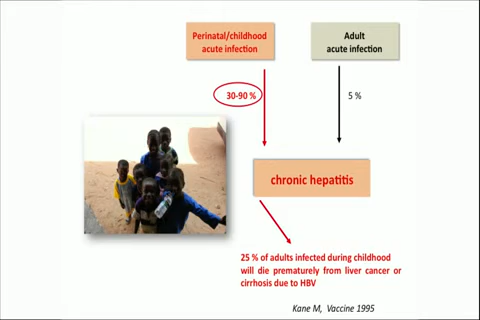 Perinatal/childhood
acute infection
Adult
acute infection
30-90 %
5 %
chronic hepatitis
25 % of adults infected during childhood
will die prematurely from liver cancer or
cirrhosis due to HBV
Kane M, Vaccine 1995